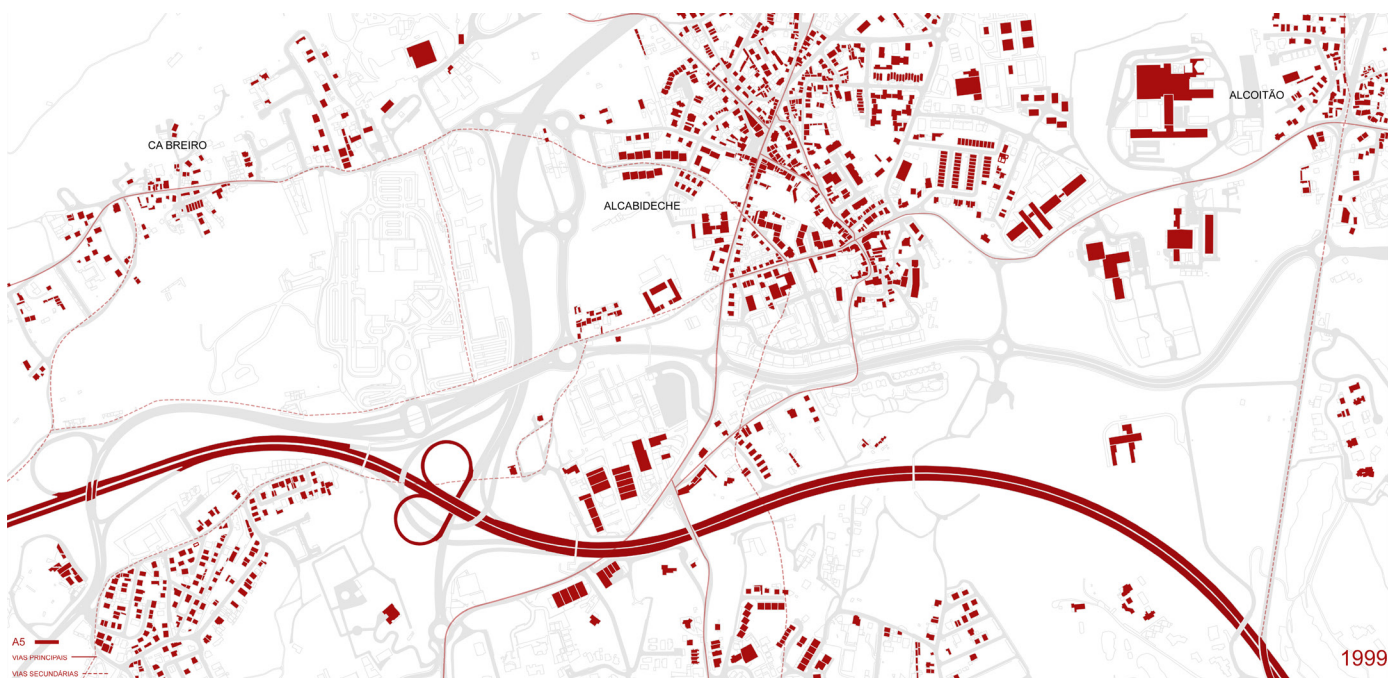 ALCOITÃO
CA BREIRO
ALCABIDECHE
A5
VIAS PRINCIPAIS
VIAS SECUNDÁRIAS
1999